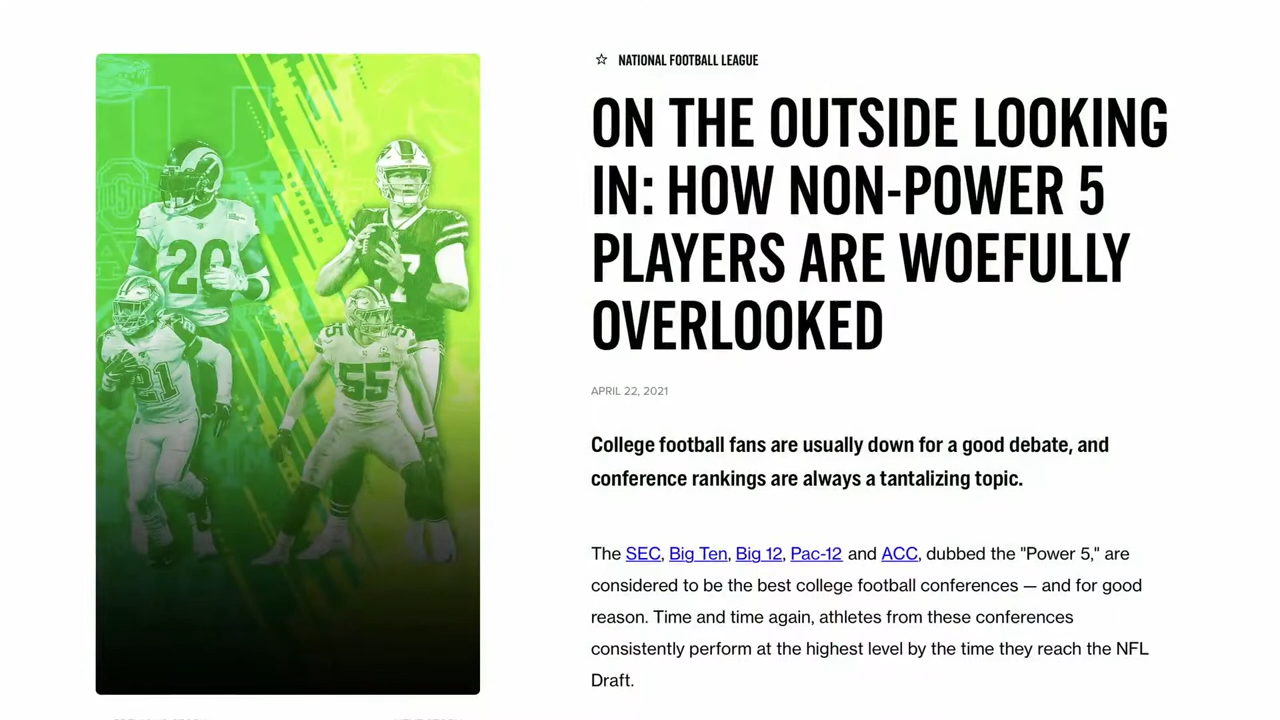 NATIONAL FOOTBALL LEAGUE
ON THE OUTSIDE LOOKING
IN: HOW NON-POWER 5
PLAYERS ARE WOEFULLY
OVERLOOKED
APRIL 22, 2021
College football fans are usually down for a good debate, and
conference rankings are always a tantalizing topic.
The SEC, Big Ten, Big 12, Pac-12 and ACC, dubbed the "Power 5," are
considered to be the best college football conferences — and for good
reason. Time and time again, athletes from these conferences
consistently perform at the highest level by the time they reach the NFL
Draft.
20
21
55